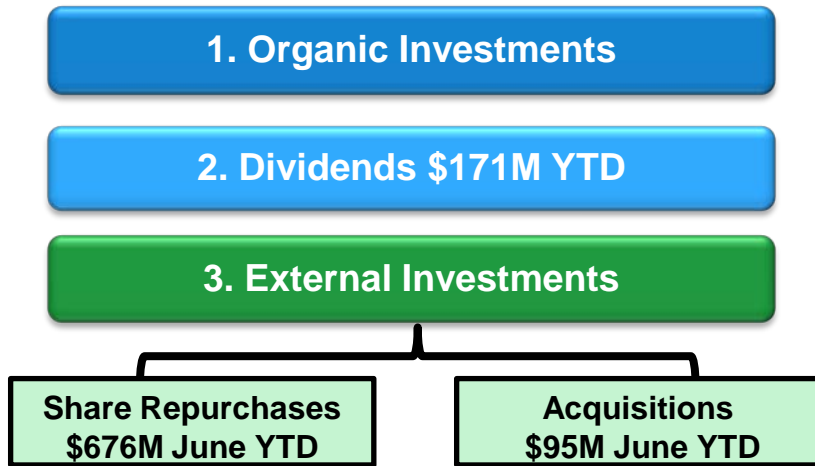 1. Organic Investments
2. Dividends $171M YTD
3. External Investments
Share Repurchases
$676M June YTD
Acquisitions
$95M June YTD